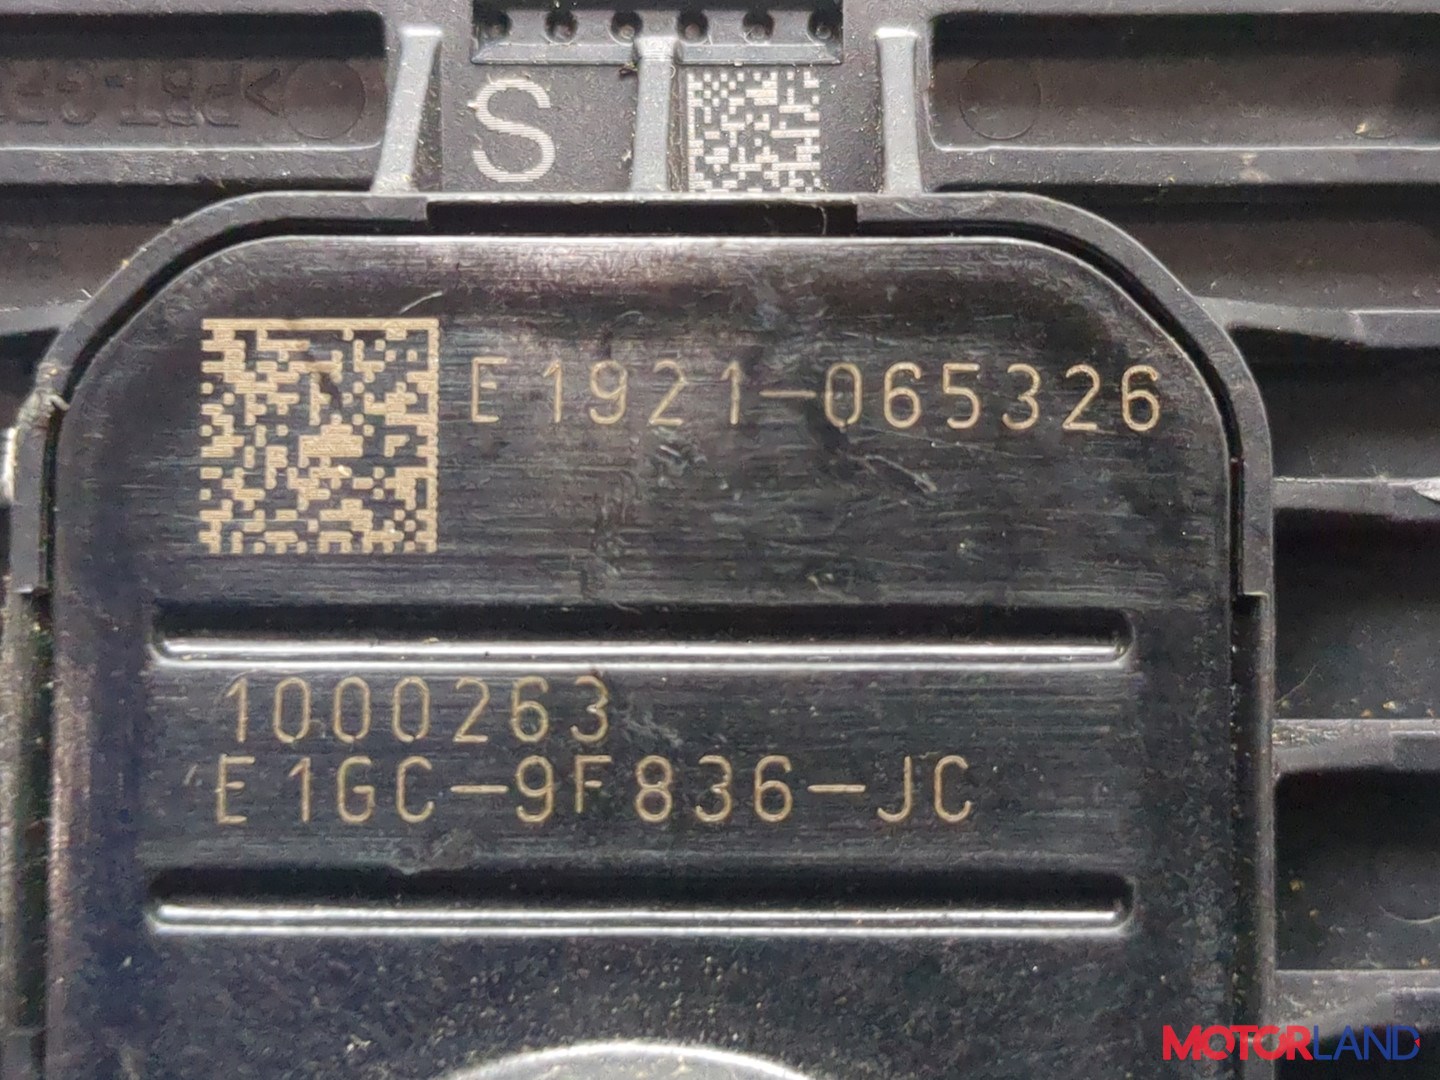 S
E1921-065326
1000263
E1GC-9F836-JC
MOTORLAND